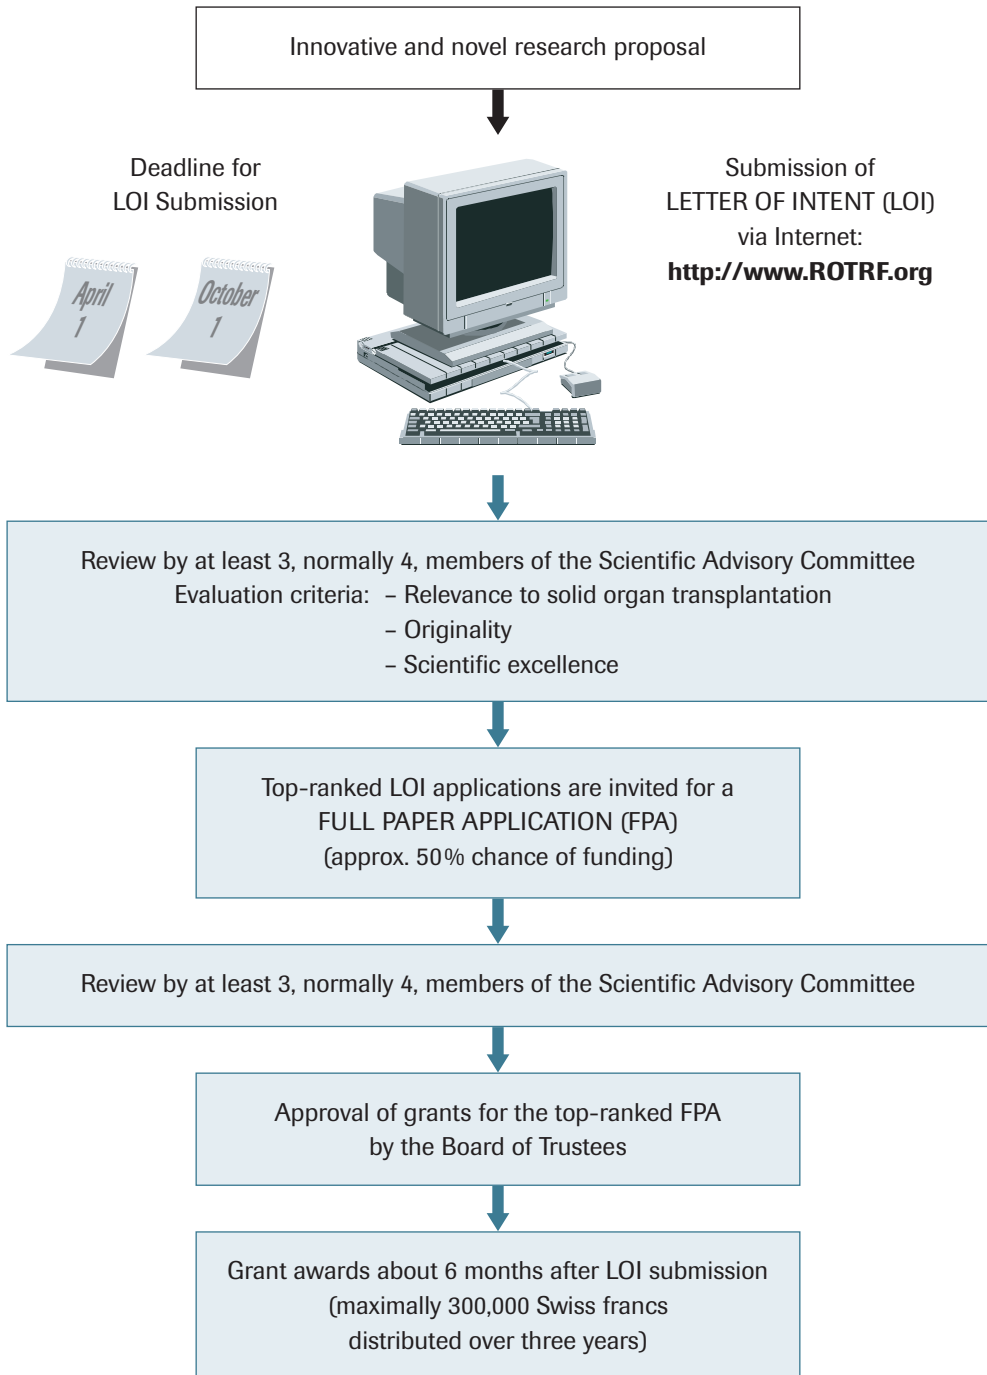 Innovative and novel research proposal
Deadline for
LOI Submission
April
1
October
1
Submission of
LETTER OF INTENT (LOI)
via Internet:
http://www.ROTRF.org
Review by at least 3, normally 4, members of the Scientific Advisory Committee
Evaluation criteria: – Relevance to solid organ transplantation
– Originality
– Scientific excellence
Top-ranked LOI applications are invited for a
FULL PAPER APPLICATION (FPA)
(approx. 50% chance of funding)
Review by at least 3, normally 4, members of the Scientific Advisory Committee
Approval of grants for the top-ranked FPA
by the Board of Trustees
Grant awards about 6 months after LOI submission
(maximally 300,000 Swiss francs
distributed over three years)